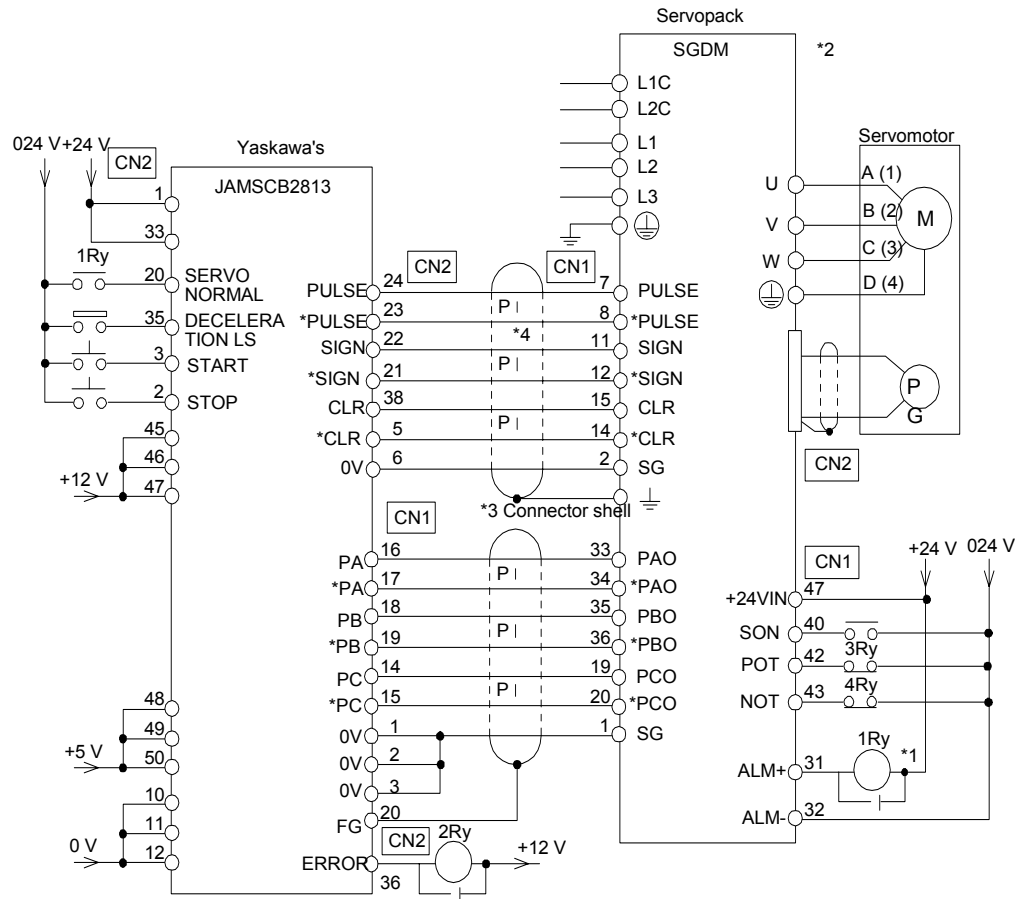 Servopack
SGDM *2
L1C
L2C
L1
L2
L3
Servomotor
U A (1)
V B (2)
W C (3)
D (4)
M
P
G
CN2
024 V +24 V
CN2
Yaskawa's
JAMSCB2813
1
33
1Ry
20 SERVO
NORMAL
35 DECELERA
TION LS
3 START
2 STOP
45
46
+12 V 47
48
49
+5 V 50
10
11
0 V 12
CN2 CN1
PULSE 24 P 7 PULSE
*PULSE 23 8 *PULSE
*4
SIGN 22 P 11 SIGN
*SIGN 21 12 *SIGN
CLR 38 P 15 CLR
*CLR 5 14 *CLR
0V 6 2 SG
*3 Connector shell
CN1
PA 16 P 33 PAO
*PA 17 34 *PAO
PB 18 P 35 PBO
*PB 19 36 *PBO
PC 14 P 19 PCO
*PC 15 20 *PCO
0V 1 1 SG
0V 2
0V 3
FG 20
CN2 2Ry
+12 V
ERROR 36
+24 V 024 V
CN1
+24VIN 47
SON 40
3Ry
POT 42
4Ry
NOT 43
1Ry *1
ALM+ 31
ALM- 32